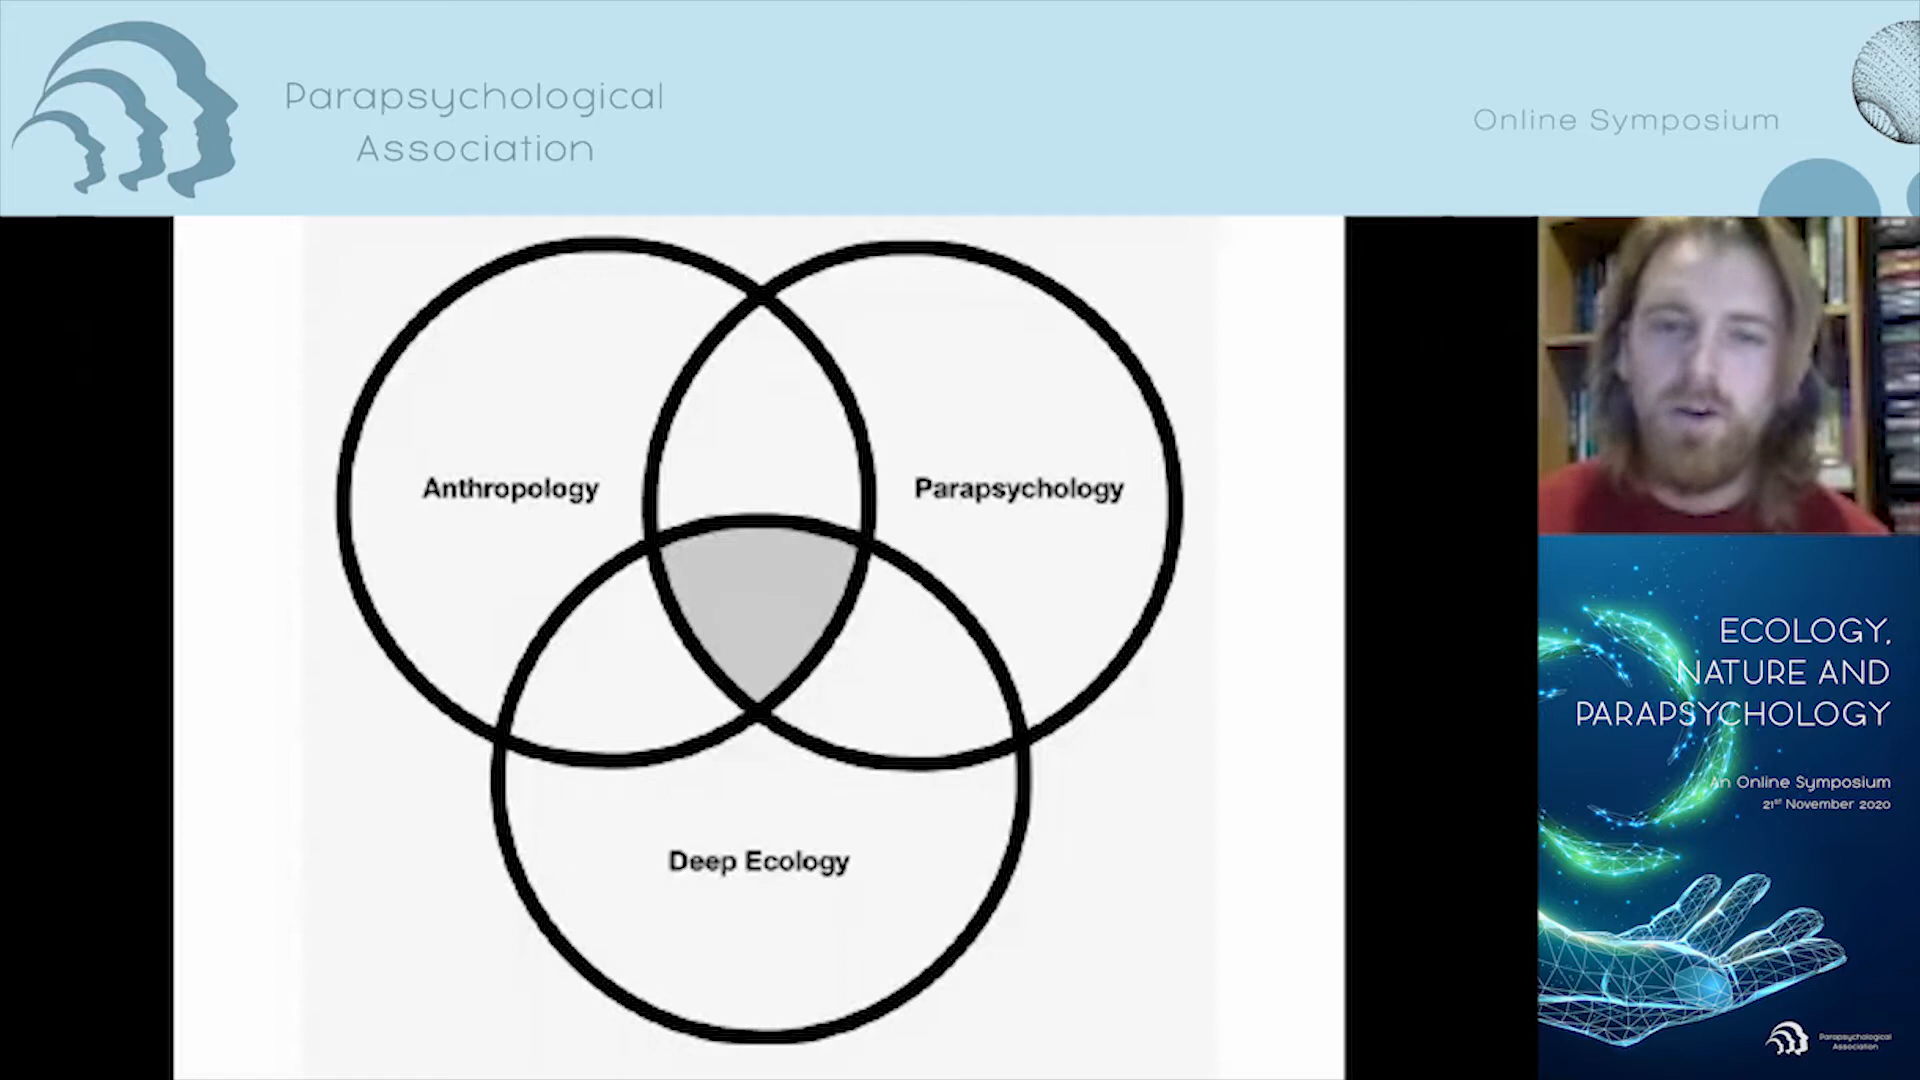 Parapsychological
Association
Online Symposium
Anthropology
Parapsychology
Deep Ecology
ECOLOGY,
NATURE AND
PARAPSYCHOLOGY
An Online Symposium
21st November 2020
Parapsychological
Association